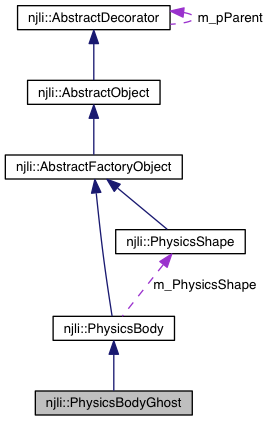 njli::AbstractDecorator
m_pParent
njli::AbstractObject
njli::AbstractFactoryObject
njli::PhysicsShape
m_PhysicsShape
njli::PhysicsBody
njli::PhysicsBodyGhost